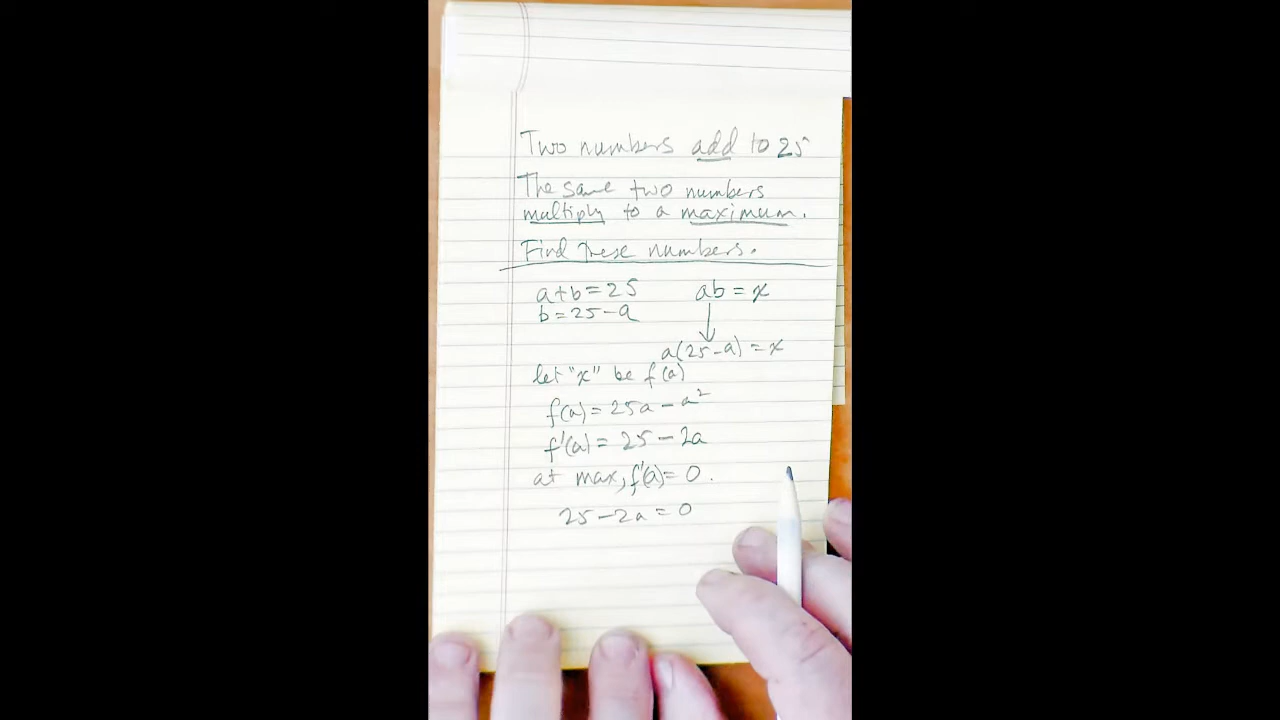 Two numbers add to 25
The same two numbers
multiply to a maximum.
Find these numbers.
a+b=25 ab=x
b=25-a
a(25-a)=x
let "x" be f(a)
f(a)=25a-a²
f'(a)=25-2a
at max, f'(a)=0.
25-2a=0